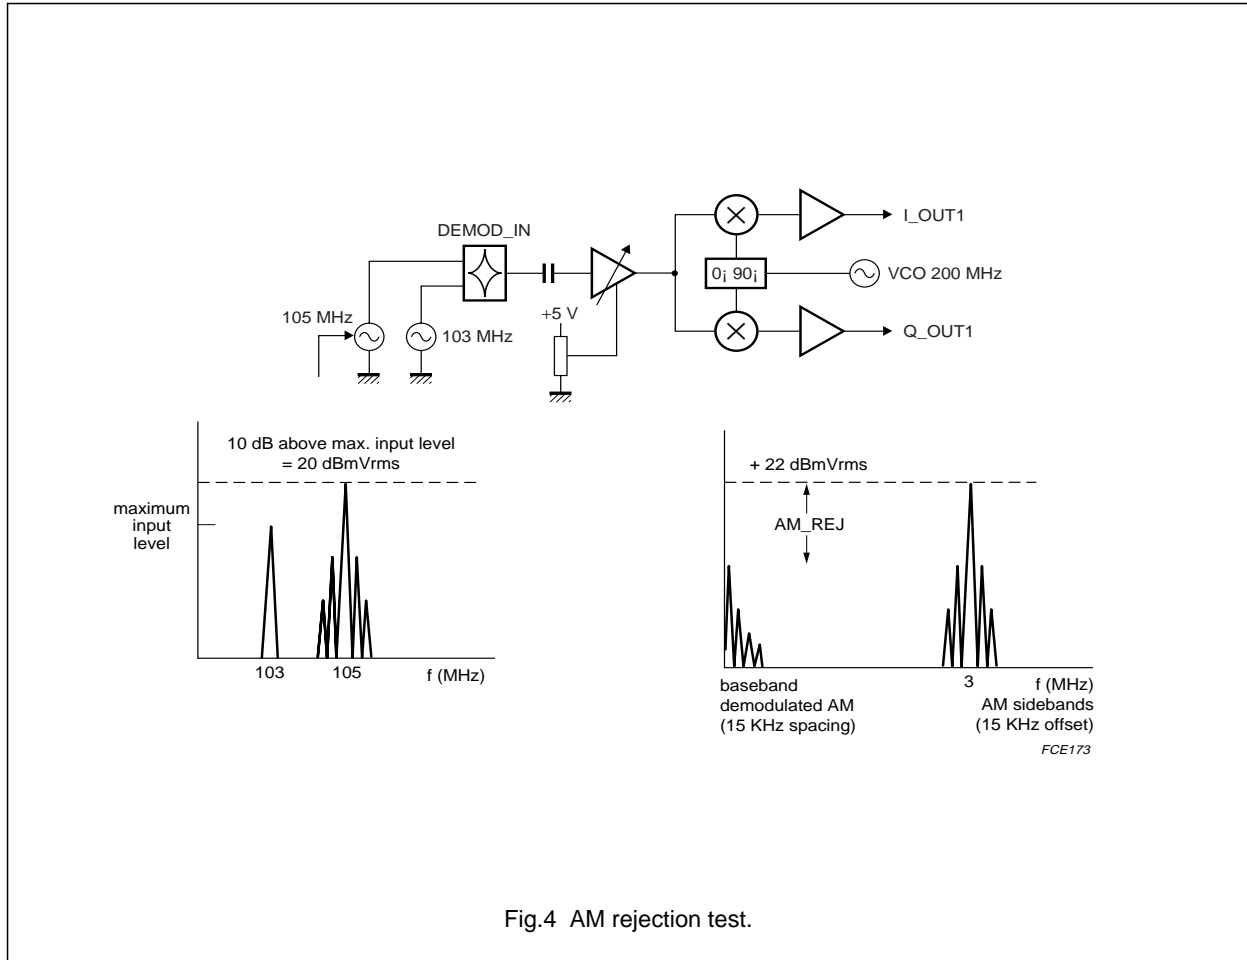 DEMOD_IN
I_OUT1
0¡ 90¡
VCO 200 MHz
+5 V
105 MHz
103 MHz
Q_OUT1
10 dB above max. input level
= 20 dBmVrms
maximum
input
level
103
105
f (MHz)
+ 22 dBmVrms
AM_REJ
baseband
demodulated AM
(15 KHz spacing)
3
f (MHz)
AM sidebands
(15 KHz offset)
FCE173
Fig.4 AM rejection test.